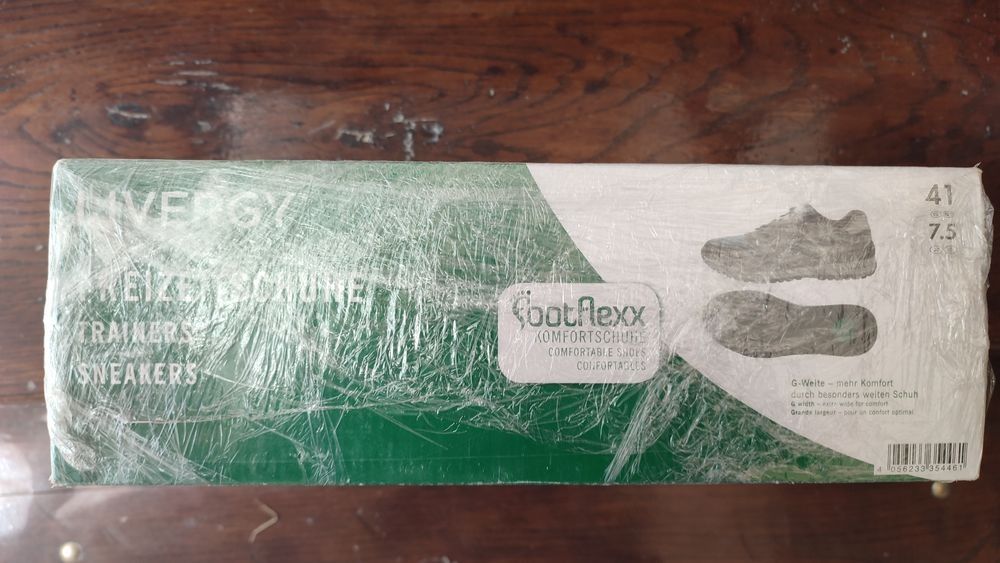 LIVERGY
FREIZEITSCHUHE
TRAINERS
SNEAKERS
footflexx
KOMFORTSCHUHE
COMFORTABLE SHOES
CONFORTABLES
41
7.5
G-Weite – mehr Komfort
durch besonders weiten Schuh
G width – extra wide for comfort
Grande largeur – pour un confort optimal
4 056233 354461